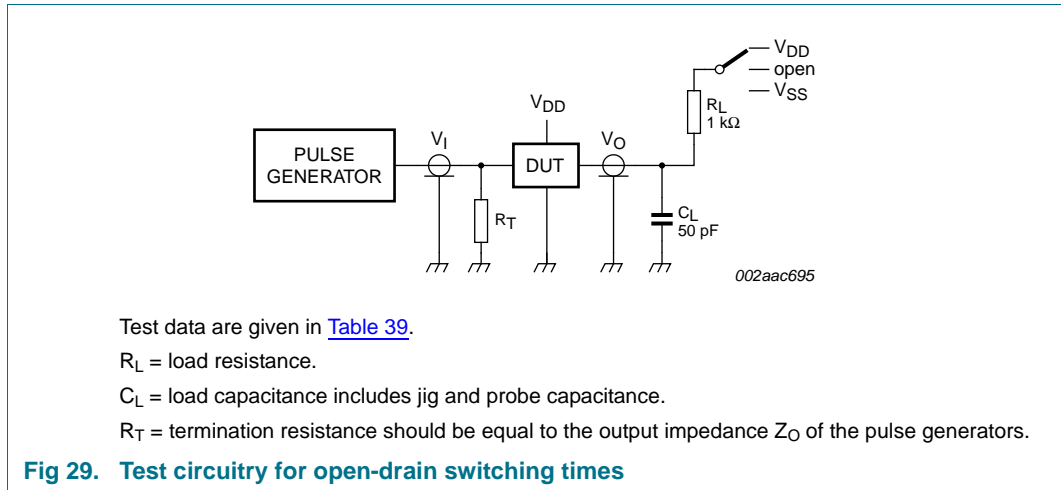 VDD
open
VSS
RL
1 kΩ
VDD
VI
VO
PULSE
GENERATOR
DUT
RT
CL
50 pF
002aac695
Test data are given in Table 39.
RL = load resistance.
CL = load capacitance includes jig and probe capacitance.
RT = termination resistance should be equal to the output impedance ZO of the pulse generators.
Fig 29. Test circuitry for open-drain switching times